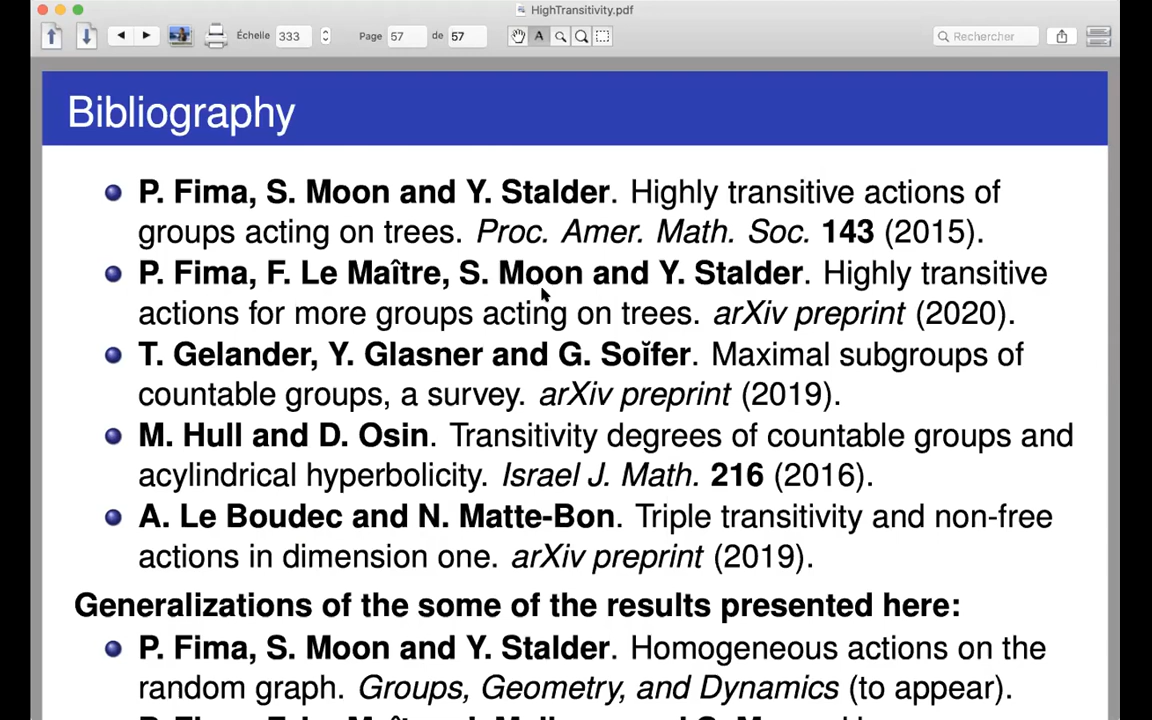 HighTransitivity.pdf
Échelle 333 Page 57 de 57 A Rechercher
Bibliography
P. Fima, S. Moon and Y. Stalder. Highly transitive actions of
groups acting on trees. Proc. Amer. Math. Soc. 143 (2015).
P. Fima, F. Le Maître, S. Moon and Y. Stalder. Highly transitive
actions for more groups acting on trees. arXiv preprint (2020).
T. Gelander, Y. Glasner and G. Soĭfer. Maximal subgroups of
countable groups, a survey. arXiv preprint (2019).
M. Hull and D. Osin. Transitivity degrees of countable groups and
acylindrical hyperbolicity. Israel J. Math. 216 (2016).
A. Le Boudec and N. Matte-Bon. Triple transitivity and non-free
actions in dimension one. arXiv preprint (2019).
Generalizations of the some of the results presented here:
P. Fima, S. Moon and Y. Stalder. Homogeneous actions on the
random graph. Groups, Geometry, and Dynamics (to appear).